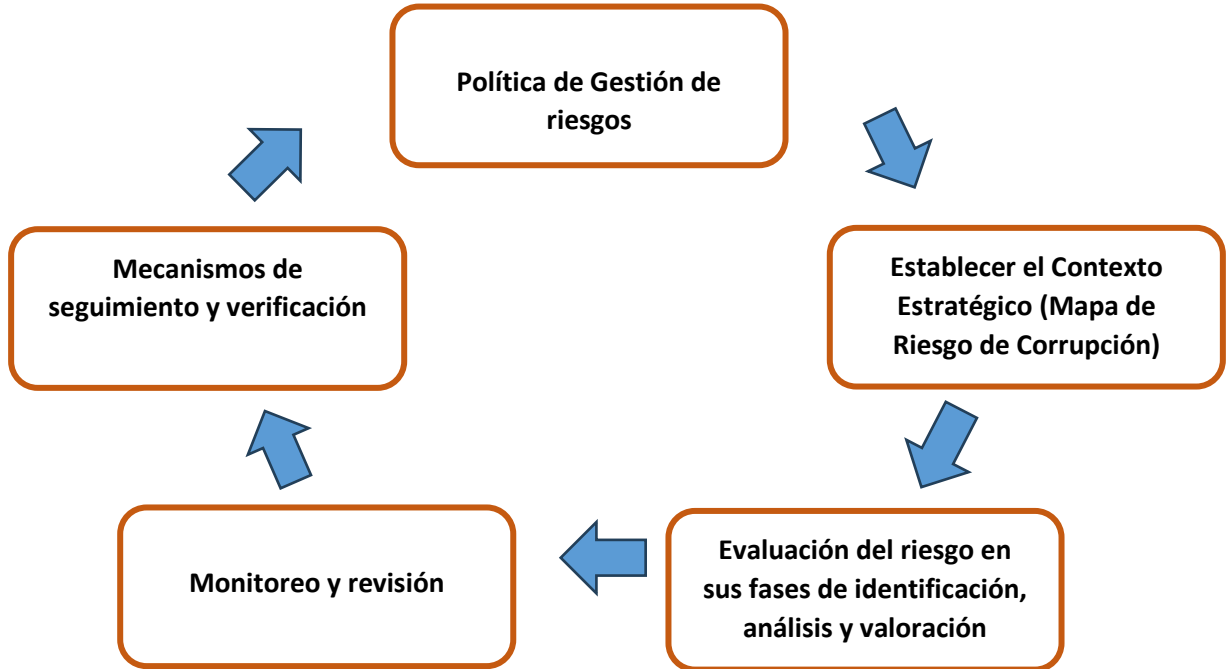 Política de Gestión de
riesgos
Establecer el Contexto
Estratégico (Mapa de
Riesgo de Corrupción)
Evaluación del riesgo en
sus fases de identificación,
análisis y valoración
Monitoreo y revisión
Mecanismos de
seguimiento y verificación